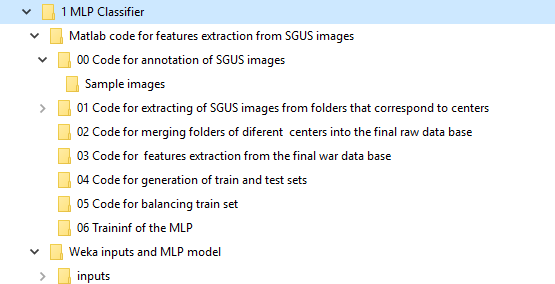 1 MLP Classifier
Matlab code for features extraction from SGUS images
00 Code for annotation of SGUS images
Sample images
01 Code for extracting of SGUS images from folders that correspond to centers
02 Code for merging folders of diferent  centers into the final raw data base
03 Code for  features extraction from the final war data base
04 Code for generation of train and test sets
05 Code for balancing train set
06 Traininf of the MLP
Weka inputs and MLP model
inputs